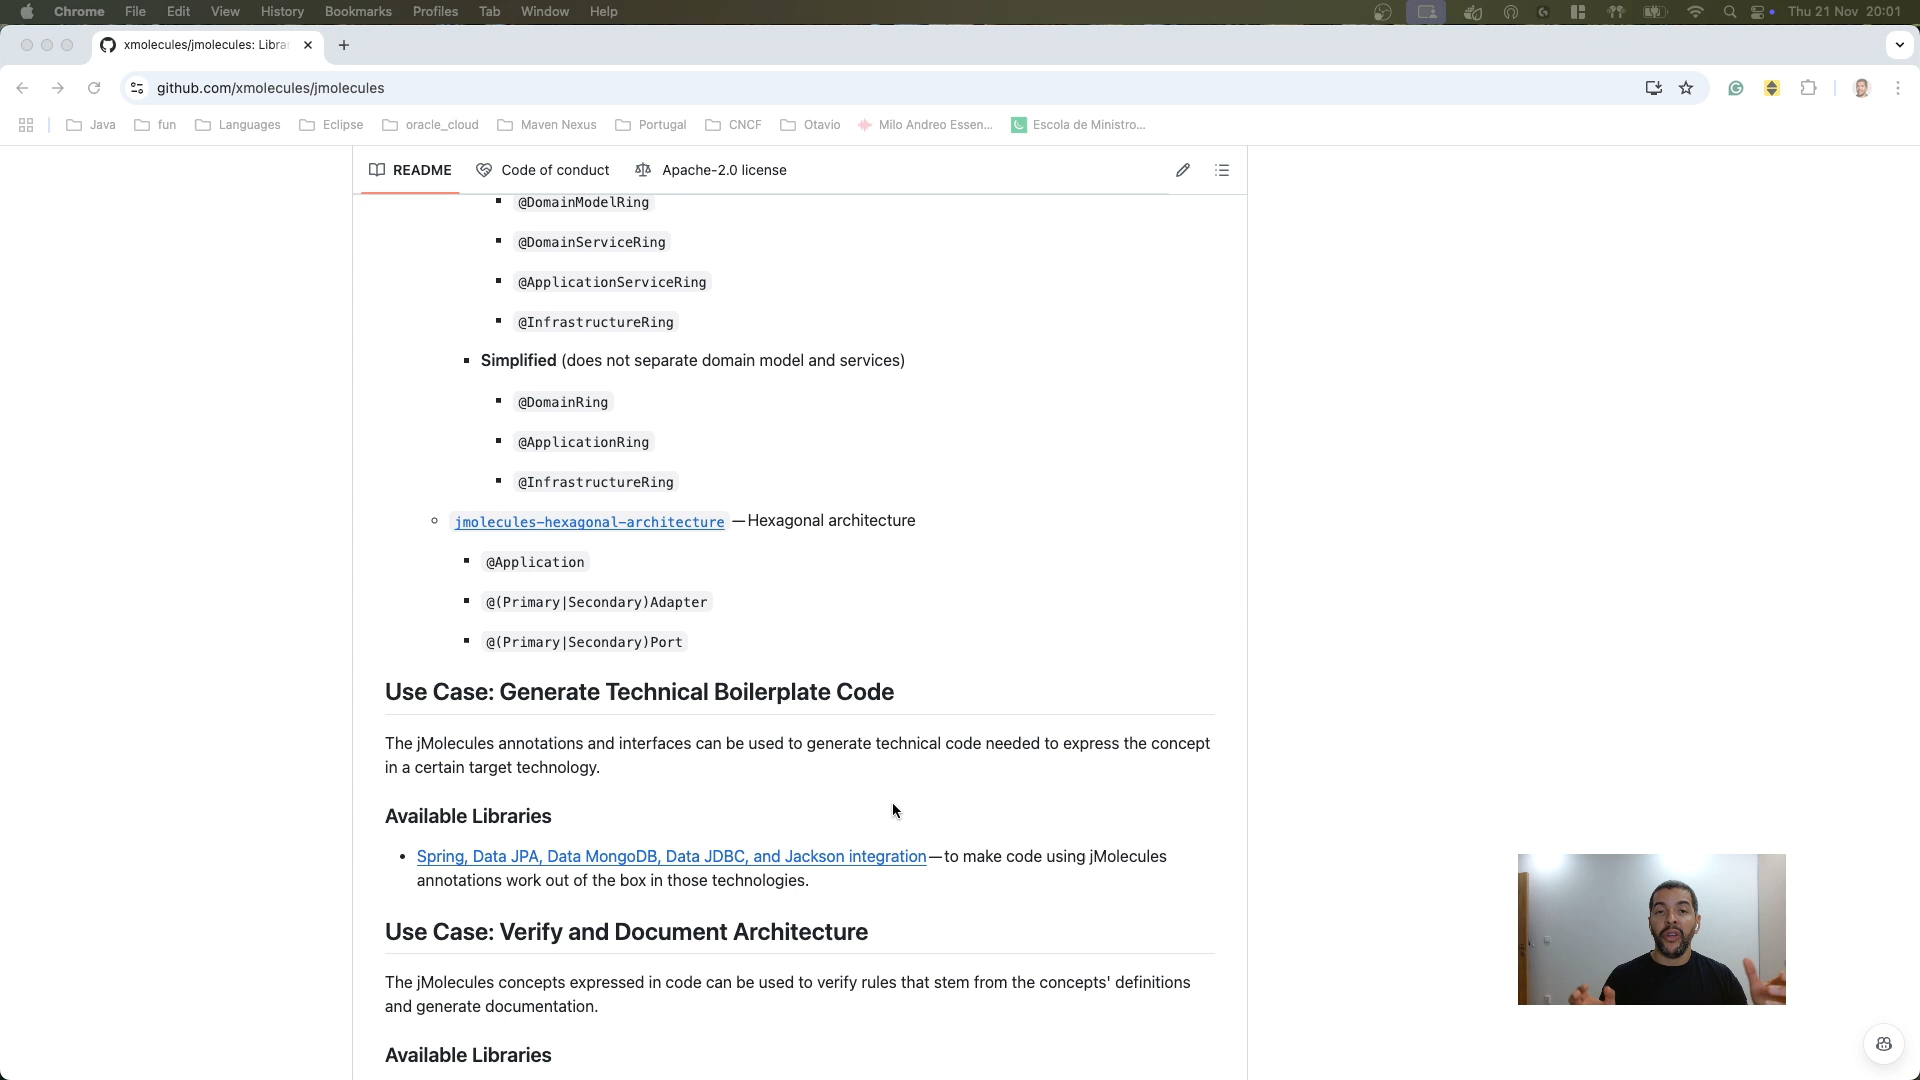 Chrome File Edit View History Bookmarks Profiles Tab Window Help Thu 21 Nov 20:01
xmolecules/jmolecules: Libra
github.com/xmolecules/jmolecules
Java fun Languages Eclipse oracle_cloud Maven Nexus Portugal CNCF Otavio Milo Andreo Essen... Escola de Ministro...
README Code of conduct Apache-2.0 license
@DomainModelRing
@DomainServiceRing
@ApplicationServiceRing
@InfrastructureRing
Simplified (does not separate domain model and services)
@DomainRing
@ApplicationRing
@InfrastructureRing
jmolecules-hexagonal-architecture — Hexagonal architecture
@Application
@(Primary|Secondary)Adapter
@(Primary|Secondary)Port
Use Case: Generate Technical Boilerplate Code
The jMolecules annotations and interfaces can be used to generate technical code needed to express the concept
in a certain target technology.
Available Libraries
Spring, Data JPA, Data MongoDB, Data JDBC, and Jackson integration — to make code using jMolecules
annotations work out of the box in those technologies.
Use Case: Verify and Document Architecture
The jMolecules concepts expressed in code can be used to verify rules that stem from the concepts' definitions
and generate documentation.
Available Libraries